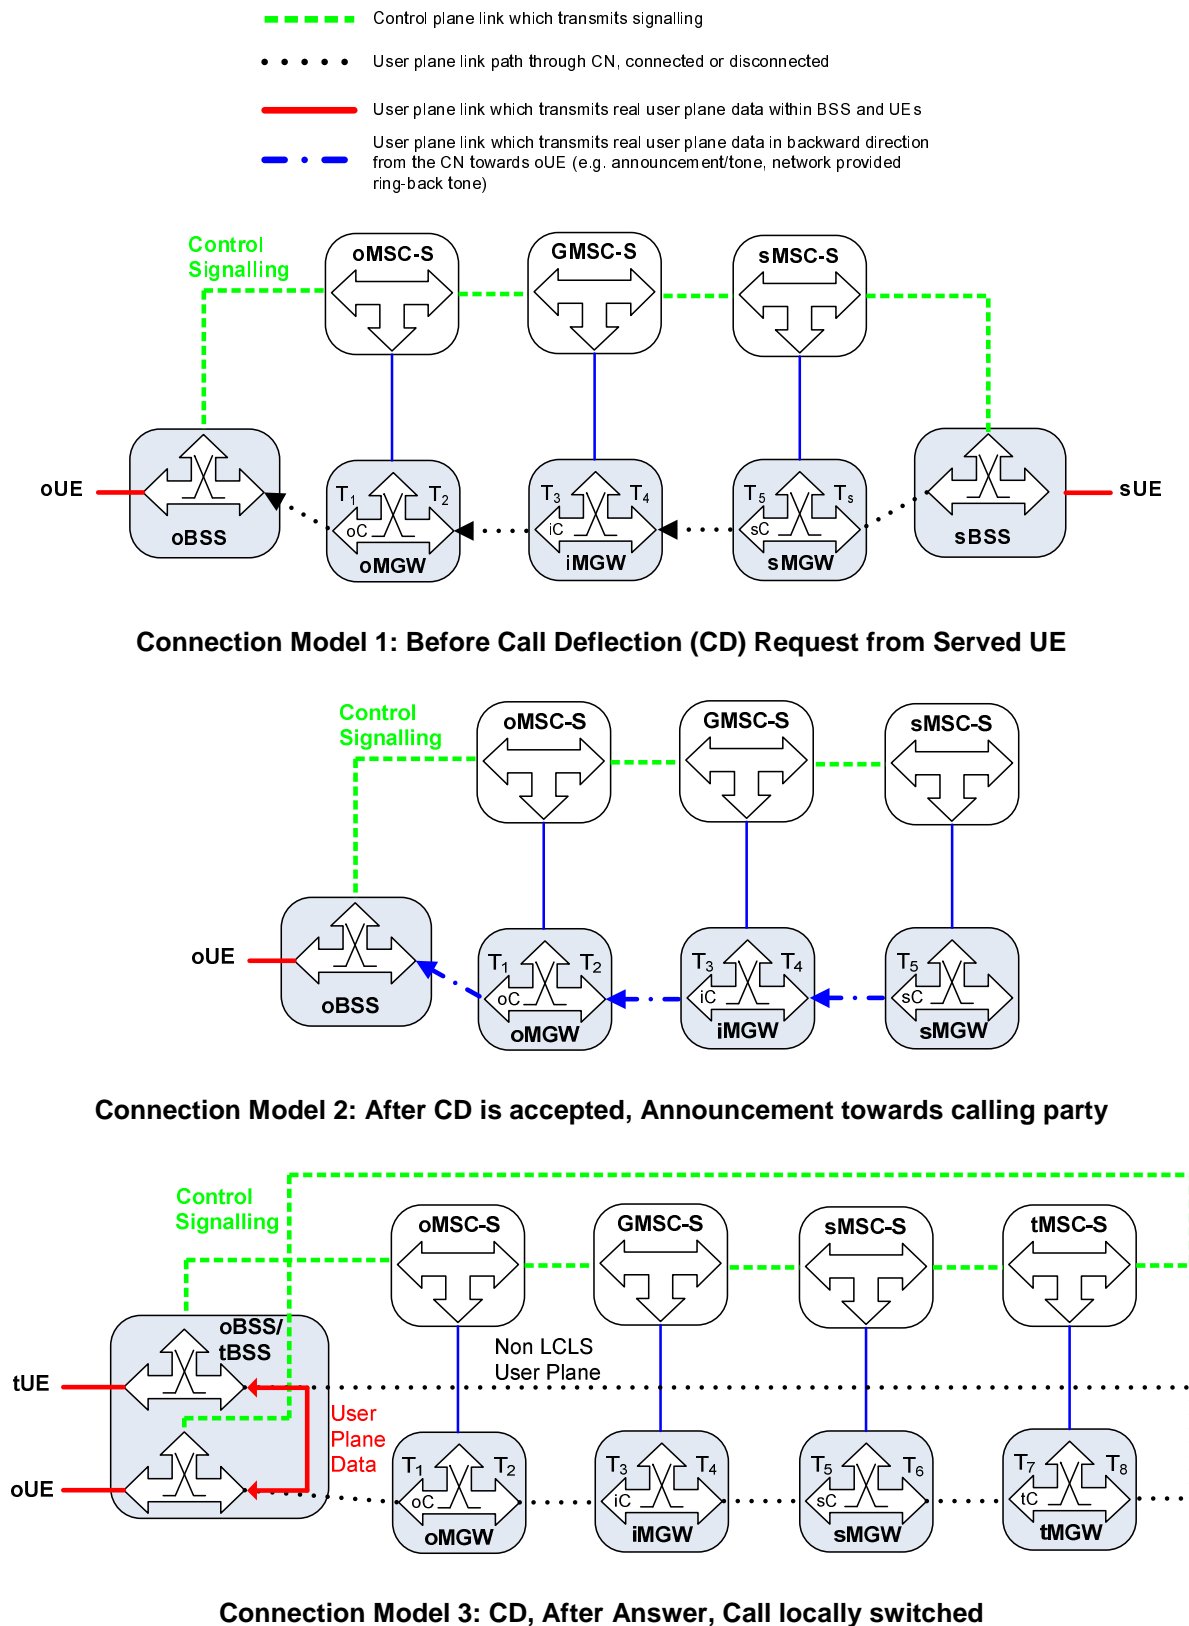 Control plane link which transmits signalling
User plane link path through CN, connected or disconnected
User plane link which transmits real user plane data within BSS and UEs
User plane link which transmits real user plane data in backward direction
from the CN towards oUE (e.g. announcement/tone, network provided
ring-back tone)
Control
Signalling
oMSC-S
GMSC-S
sMSC-S
oUE
oBSS
T1
T2
oC
oMGW
T3
T4
iC
iMGW
T5
Ts
sC
sMGW
sBSS
sUE
Connection Model 1: Before Call Deflection (CD) Request from Served UE
Control
Signalling
oMSC-S
GMSC-S
sMSC-S
oUE
oBSS
T1
T2
oC
oMGW
T3
T4
iC
iMGW
T5
sC
sMGW
Connection Model 2: After CD is accepted, Announcement towards calling party
Control
Signalling
oMSC-S
GMSC-S
sMSC-S
tMSC-S
oBSS/
tBSS
Non LCLS
User Plane
tUE
User
Plane
Data
oUE
T1
T2
oC
oMGW
T3
T4
iC
iMGW
T5
T6
sC
sMGW
T7
T8
tC
tMGW
Connection Model 3: CD, After Answer, Call locally switched